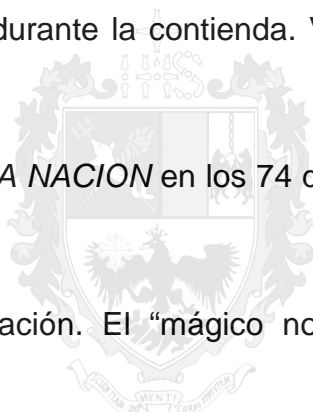 durante la contienda.
A NACION en los 74
ación. El “mágico no